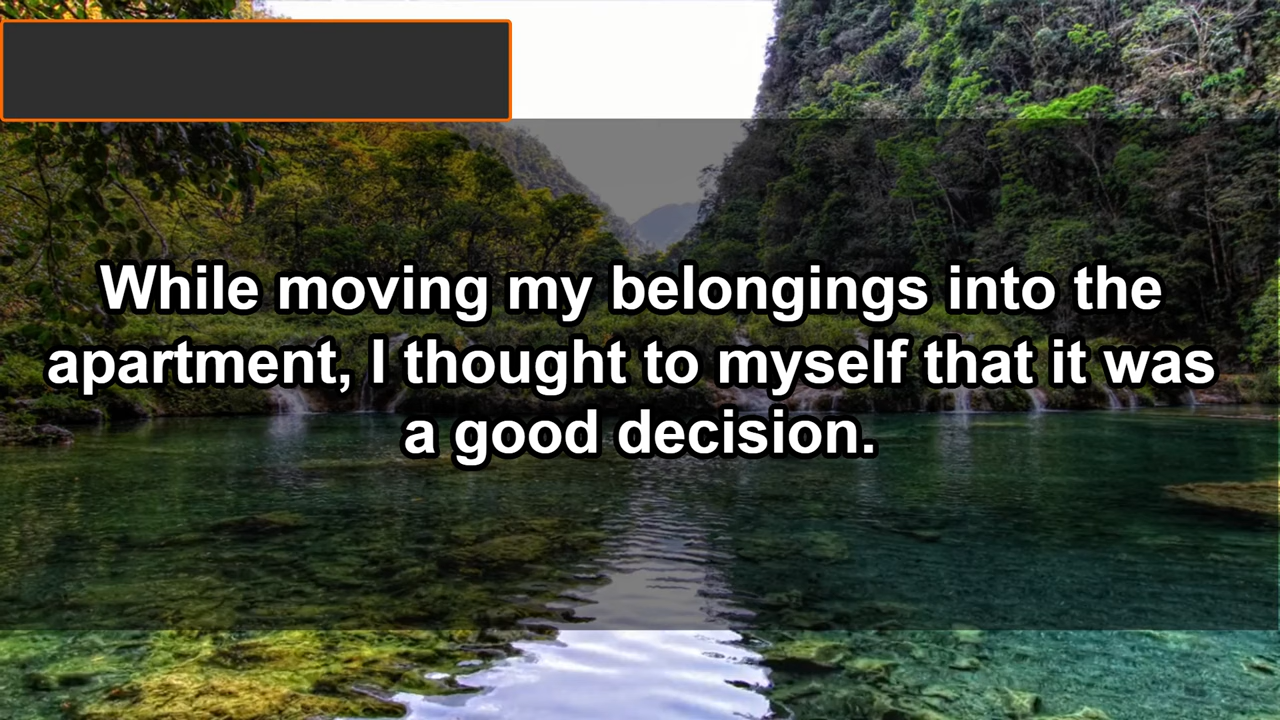 While moving my belongings into the
apartment, I thought to myself that it was
a good decision.